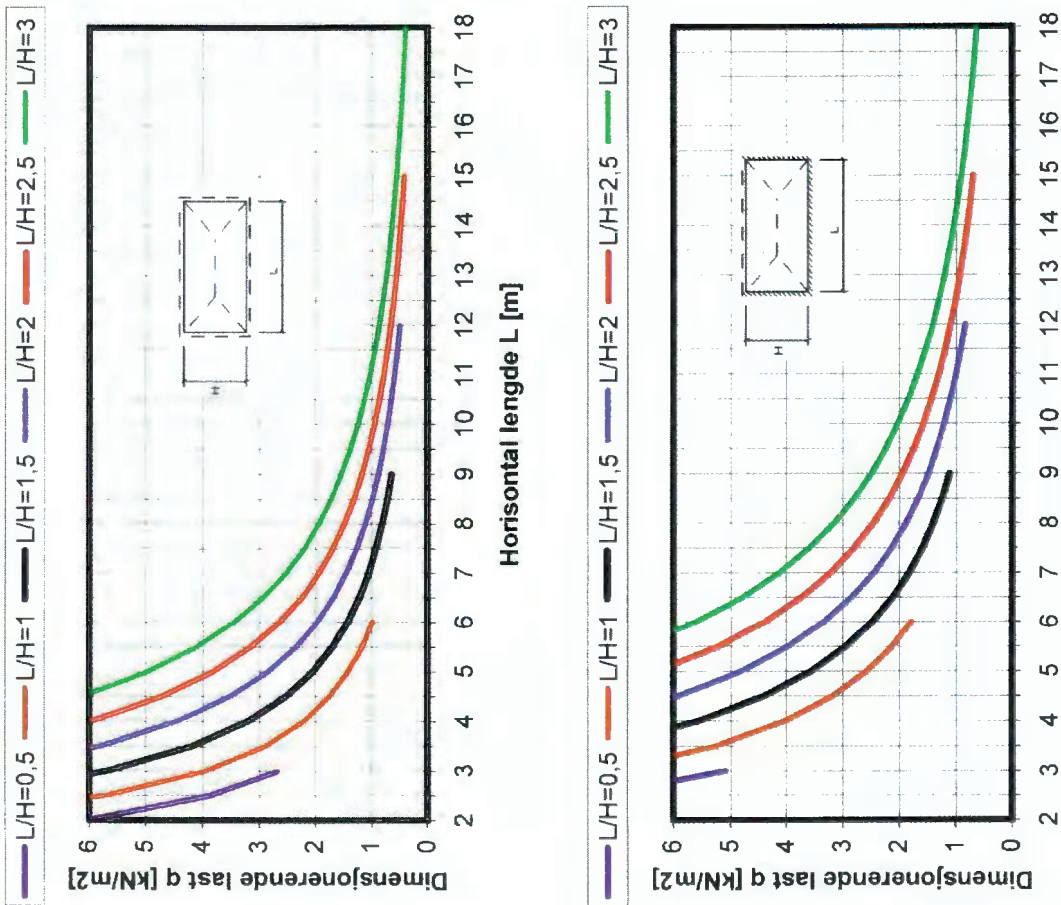 L/H=0,5 L/H=1 L/H=1,5 L/H=2 L/H=2,5 L/H=3
Dimensjonerende last q [kN/m2]
6
5
4
3
2
1
0
H
L
2 3 4 5 6 7 8 9 10 11 12 13 14 15 16 17 18
Horisontal lengde L [m]
L/H=0,5 L/H=1 L/H=1,5 L/H=2 L/H=2,5 L/H=3
Dimensjonerende last q [kN/m2]
6
5
4
3
2
1
0
H
L
2 3 4 5 6 7 8 9 10 11 12 13 14 15 16 17 18